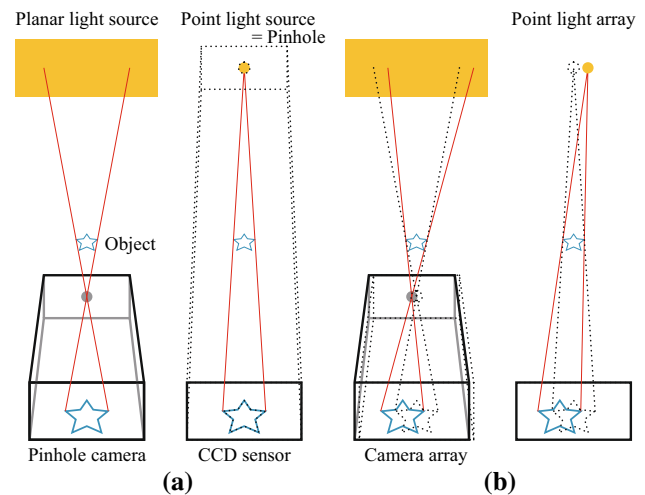 Planar light source
Point light source
= Pinhole
Point light array
Object
Pinhole camera
CCD sensor
Camera array
(a)
(b)